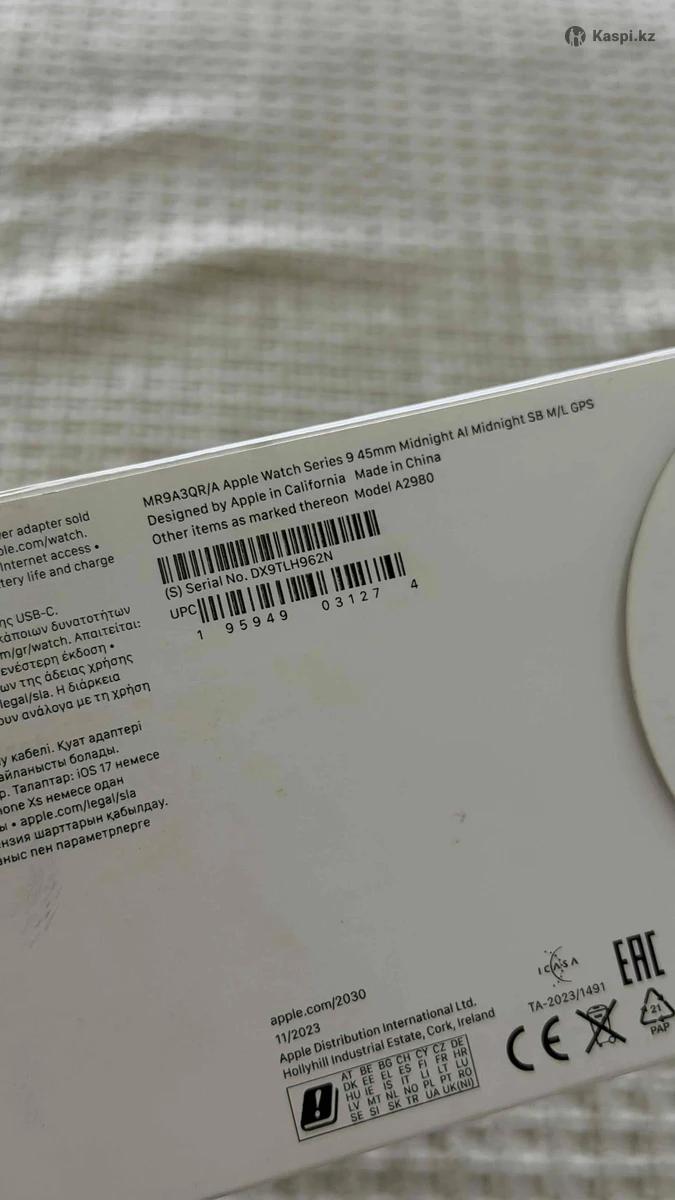 Kaspi.kz
MR9A3QR/A Apple Watch Series 9 45mm Midnight Al Midnight SB M/L GPS
Designed by Apple in California Made in China
Other items as marked thereon Model A2980
(S) Serial No. DX9TLH962N
UPC
1 95949 03127 4
er adapter sold
le.com/watch.
Internet access •
tery life and charge
ης USB-C.
κάποιων δυνατοτήτων
m/gr/watch. Απαιτείται:
ενέστερη έκδοση •
ων της άδειας χρήσης
legal/sla. Η διάρκεια
ουν ανάλογα με τη χρήση
у кабелі. Қуат адаптері
айланысты болады.
р. Талаптар: iOS 17 немесе
one Xs немесе одан
ы • apple.com/legal/sla
нзия шарттарын қабылдау.
ныс пен параметрлерге
apple.com/2030
11/2023
Apple Distribution International Ltd.
Hollyhill Industrial Estate, Cork, Ireland
AT BE BG CH CY CZ DE
DK EE EL ES FI FR HR
HU IE IS IT LI LT LU
LV MT NL NO PL PT RO
SE SI SK TR UA UK(NI)
ICASA
TA-2023/1491
EAC
CE
21
PAP